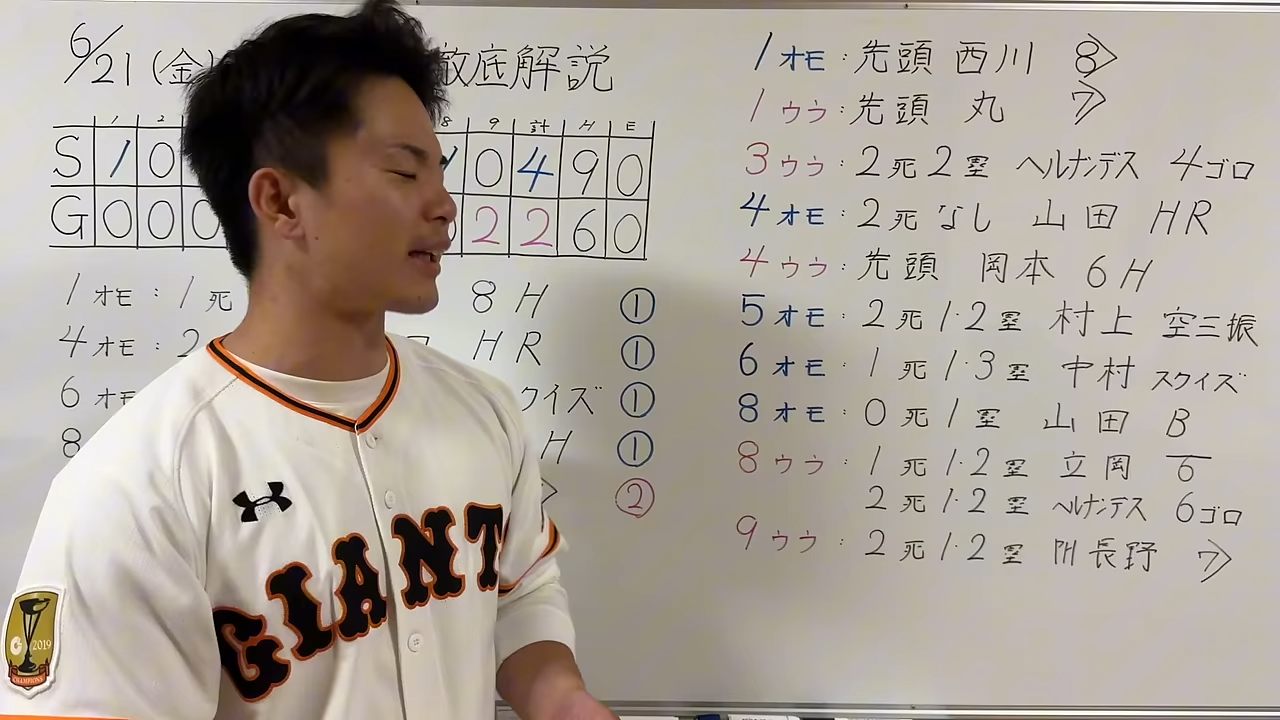 6/21(金) 徹底解説
1 2 8 9 計 H E
S 1 0 0 4 9 0
G 0 0 0 2 2 6 0
1オモ:1死 8H ①
4オモ:2 HR ①
6オモ クイズ ①
8 H ①
②
1オモ:先頭 西川 8>
1ウラ:先頭 丸 7>
3ウラ:2死2塁 ヘルナンデス 4ゴロ
4オモ:2死なし 山田 HR
4ウラ:先頭 岡本 6H
5オモ:2死1・2塁 村上 空三振
6オモ:1死1・3塁 中村 スクイズ
8オモ:0死1塁 山田 B
8ウラ:1死1・2塁 立岡 6
2死1・2塁 ヘルナンデス 6ゴロ
9ウラ:2死1・2塁 長野 7>
GIANT
2019
CHAMPIONS